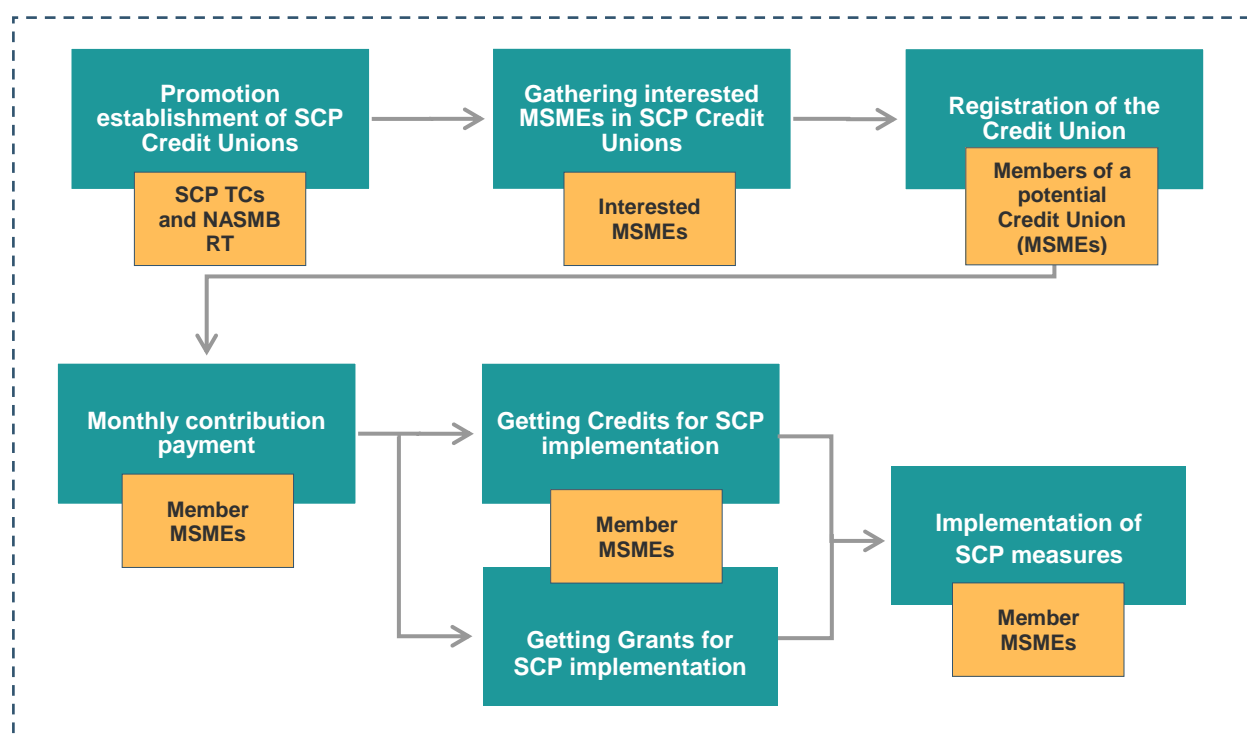 Promotion
establishment of SCP
Credit Unions
SCP TCs
and NASMB
RT
Gathering interested
MSMEs in SCP Credit
Unions
Interested
MSMEs
Registration of the
Credit Union
Members of a
potential
Credit Union
(MSMEs)
Monthly contribution
payment
Member
MSMEs
Getting Credits for SCP
implementation
Member
MSMEs
Getting Grants for
SCP implementation
Implementation of
SCP measures
Member
MSMEs